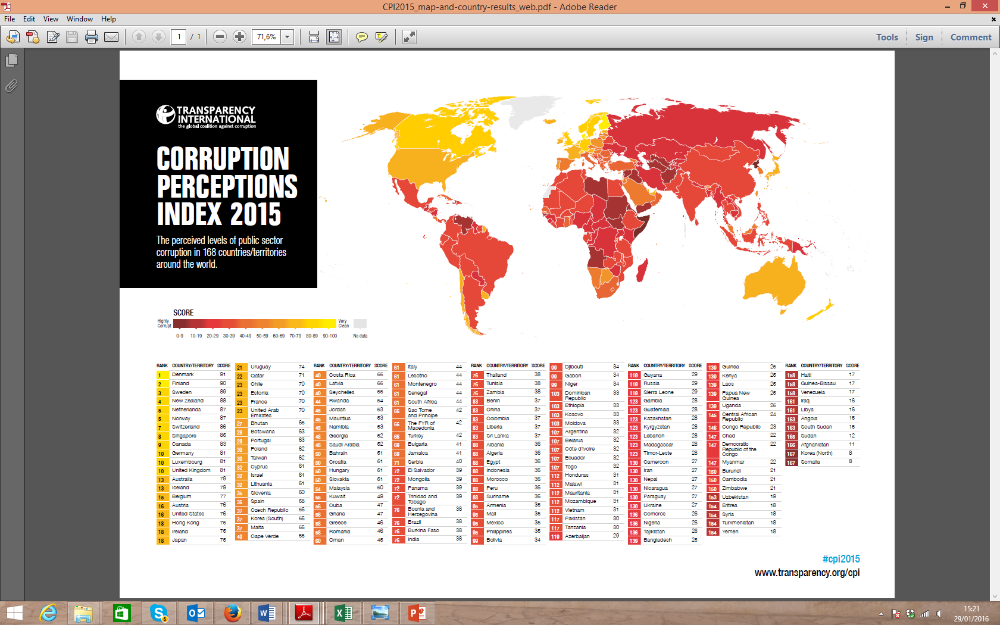 CPI2015_map-and-country-results_web.pdf - Adobe Reader
File Edit View Window Help
1 / 1 71,6% Tools Sign Comment
TRANSPARENCY
INTERNATIONAL
the global coalition against corruption
CORRUPTION
PERCEPTIONS
INDEX 2015
The perceived levels of public sector
corruption in 168 countries/territories
around the world.
SCORE
Highly
Corrupt
Very
Clean
0-9 10-19 20-29 30-39 40-49 50-59 60-69 70-79 80-89 90-100 No data
RANK COUNTRY/TERRITORY SCORE
1 Denmark 91
2 Finland 90
3 Sweden 89
4 New Zealand 88
5 Netherlands 87
5 Norway 87
7 Switzerland 86
8 Singapore 85
9 Canada 83
10 Germany 81
10 Luxembourg 81
10 United Kingdom 81
13 Australia 79
13 Iceland 79
15 Belgium 77
16 Austria 76
16 United States 76
18 Hong Kong 75
18 Ireland 75
18 Japan 75
21 Uruguay 74
22 Qatar 71
23 Chile 70
23 Estonia 70
23 France 70
23 United Arab 70
Emirates
27 Bhutan 65
28 Botswana 63
28 Portugal 63
30 Poland 62
30 Taiwan 62
32 Cyprus 61
32 Israel 61
32 Lithuania 61
35 Slovenia 60
36 Spain 58
37 Czech Republic 56
37 Korea (South) 56
37 Malta 56
40 Cape Verde 55
RANK COUNTRY/TERRITORY SCORE
40 Costa Rica 55
40 Latvia 55
40 Seychelles 55
44 Rwanda 54
45 Jordan 53
45 Mauritius 53
45 Namibia 53
48 Georgia 52
48 Saudi Arabia 52
50 Bahrain 51
50 Croatia 51
50 Hungary 51
50 Slovakia 51
54 Malaysia 50
55 Kuwait 49
56 Cuba 47
56 Ghana 47
58 Greece 46
58 Romania 46
60 Oman 45
61 Italy 44
61 Lesotho 44
61 Montenegro 44
61 Senegal 44
61 South Africa 44
66 Sao Tome 42
and Principe
66 The FYR of 42
Macedonia
66 Turkey 42
69 Bulgaria 41
69 Jamaica 41
71 Serbia 40
72 El Salvador 39
72 Mongolia 39
72 Panama 39
72 Trinidad and 39
Tobago
76 Bosnia and 38
Herzegovina
76 Brazil 38
76 Burkina Faso 38
76 India 38
RANK COUNTRY/TERRITORY SCORE
76 Thailand 38
76 Tunisia 38
76 Zambia 38
83 Benin 37
83 China 37
83 Colombia 37
83 Liberia 37
83 Sri Lanka 37
88 Albania 36
88 Algeria 36
88 Egypt 36
88 Indonesia 36
88 Morocco 36
88 Peru 36
88 Suriname 36
95 Armenia 35
95 Mali 35
95 Mexico 35
95 Philippines 35
99 Bolivia 34
99 Djibouti 34
99 Gabon 34
99 Niger 34
103 Dominican 33
Republic
103 Ethiopia 33
103 Kosovo 33
103 Moldova 33
107 Argentina 32
107 Belarus 32
107 Côte d'Ivoire 32
107 Ecuador 32
107 Togo 32
112 Honduras 31
112 Malawi 31
112 Mauritania 31
112 Mozambique 31
112 Vietnam 31
117 Pakistan 30
117 Tanzania 30
119 Azerbaijan 29
RANK COUNTRY/TERRITORY SCORE
119 Guyana 29
119 Russia 29
119 Sierra Leone 29
123 Gambia 28
123 Guatemala 28
123 Kazakhstan 28
123 Kyrgyzstan 28
123 Lebanon 28
123 Madagascar 28
123 Timor-Leste 28
130 Cameroon 27
130 Iran 27
130 Nepal 27
130 Nicaragua 27
130 Paraguay 27
130 Ukraine 27
136 Comoros 26
136 Nigeria 26
136 Tajikistan 26
139 Bangladesh 25
139 Guinea 25
139 Kenya 25
139 Laos 25
139 Papua New 25
Guinea
139 Uganda 25
145 Central African 24
Republic
146 Congo Republic 23
147 Chad 22
147 Democratic 22
Republic of the
Congo
147 Myanmar 22
150 Burundi 21
150 Cambodia 21
150 Zimbabwe 21
153 Uzbekistan 19
154 Eritrea 18
154 Syria 18
154 Turkmenistan 18
154 Yemen 18
RANK COUNTRY/TERRITORY SCORE
158 Haiti 17
158 Guinea-Bissau 17
158 Venezuela 17
161 Iraq 16
161 Libya 16
163 Angola 15
163 South Sudan 15
165 Sudan 12
166 Afghanistan 11
167 Korea (North) 8
167 Somalia 8
#cpi2015
www.transparency.org/cpi
6
15:21
29/01/2016